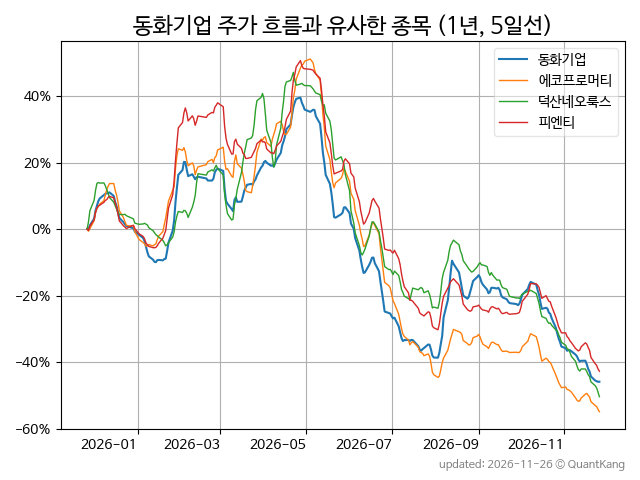 동화기업 주가 흐름과 유사한 종목 (1년, 5일선)
동화기업
에코프로머티
덕산네오룩스
피엔티
40%
20%
0%
−20%
−40%
−60%
2026-01
2026-03
2026-05
2026-07
2026-09
2026-11
updated: 2026-11-26 © QuantKang